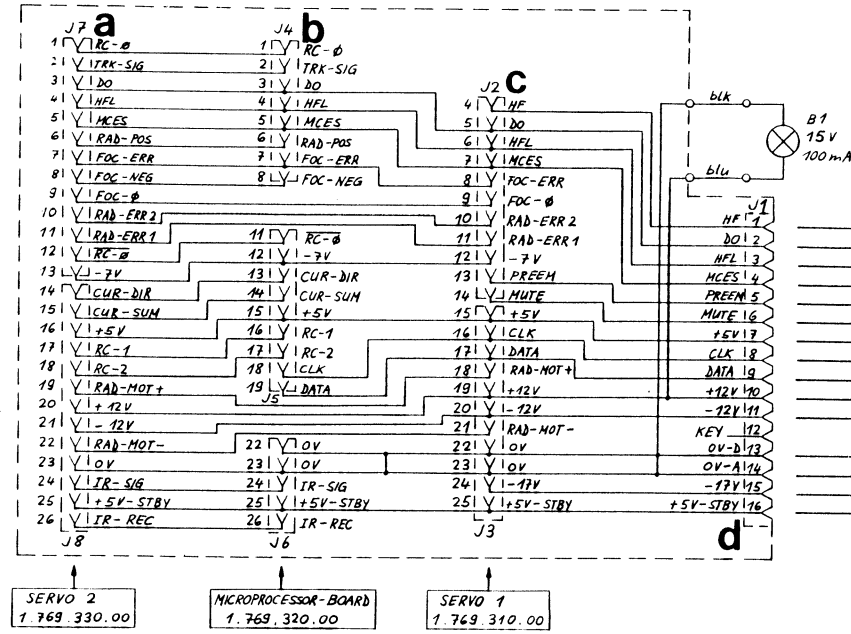 J7 a
1 RC-Ø
2 TRK-SIG
3 DO
4 HFL
5 MCES
6 RAD-POS
7 FOC-ERR
8 FOC-NEG
9 FOC-Ø
10 RAD-ERR2
11 RAD-ERR1
12 RC-Ø
13 -7V
14 CUR-DIR
15 CUR-SUM
16 +5V
17 RC-1
18 RC-2
19 RAD-MOT+
20 +12V
21 -12V
22 RAD-MOT-
23 0V
24 IR-SIG
25 +5V-STBY
26 IR-REC
J8
J4 b
1 RC-Ø
2 TRK-SIG
3 DO
4 HFL
5 MCES
6 RAD-POS
7 FOC-ERR
8 FOC-NEG
11 RC-Ø
12 -7V
13 CUR-DIR
14 CUR-SUM
15 +5V
16 RC-1
17 RC-2
18 CLK
19 DATA
J5
22 0V
23 0V
24 IR-SIG
25 +5V-STBY
26 IR-REC
J6
J2 c
4 HF
5 DO
6 HFL
7 MCES
8 FOC-ERR
9 FOC-Ø
10 RAD-ERR2
11 RAD-ERR1
12 -7V
13 PREEM
14 MUTE
15 +5V
16 CLK
17 DATA
18 RAD-MOT+
19 +12V
20 -12V
21 RAD-MOT-
22 0V
23 0V
24 -17V
25 +5V-STBY
J3
blk
blu
B1
15V
100mA
J1
HF 1
DO 2
HFL 3
MCES 4
PREEM 5
MUTE 6
+5V 7
CLK 8
DATA 9
+12V 10
-12V 11
KEY 12
0V-D 13
0V-A 14
-17V 15
+5V-STBY 16
d
SERVO 2
1.769.330.00
MICROPROCESSOR-BOARD
1.769.320.00
SERVO 1
1.769.310.00